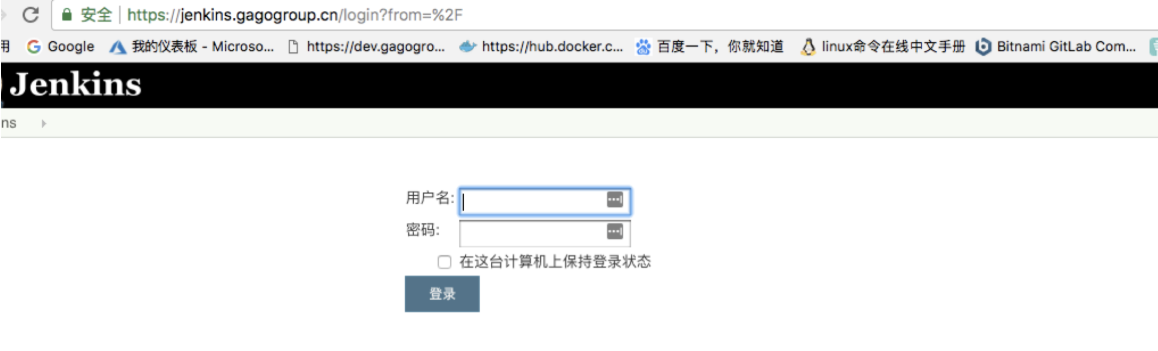 安全 | https://jenkins.gagogroup.cn/login?from=%2F
用 Google 我的仪表板 - Microso... https://dev.gagogro... https://hub.docker.c... 百度一下，你就知道 linux命令在线中文手册 Bitnami GitLab Com...
Jenkins
ns
用户名:
密码:
在这台计算机上保持登录状态
登录